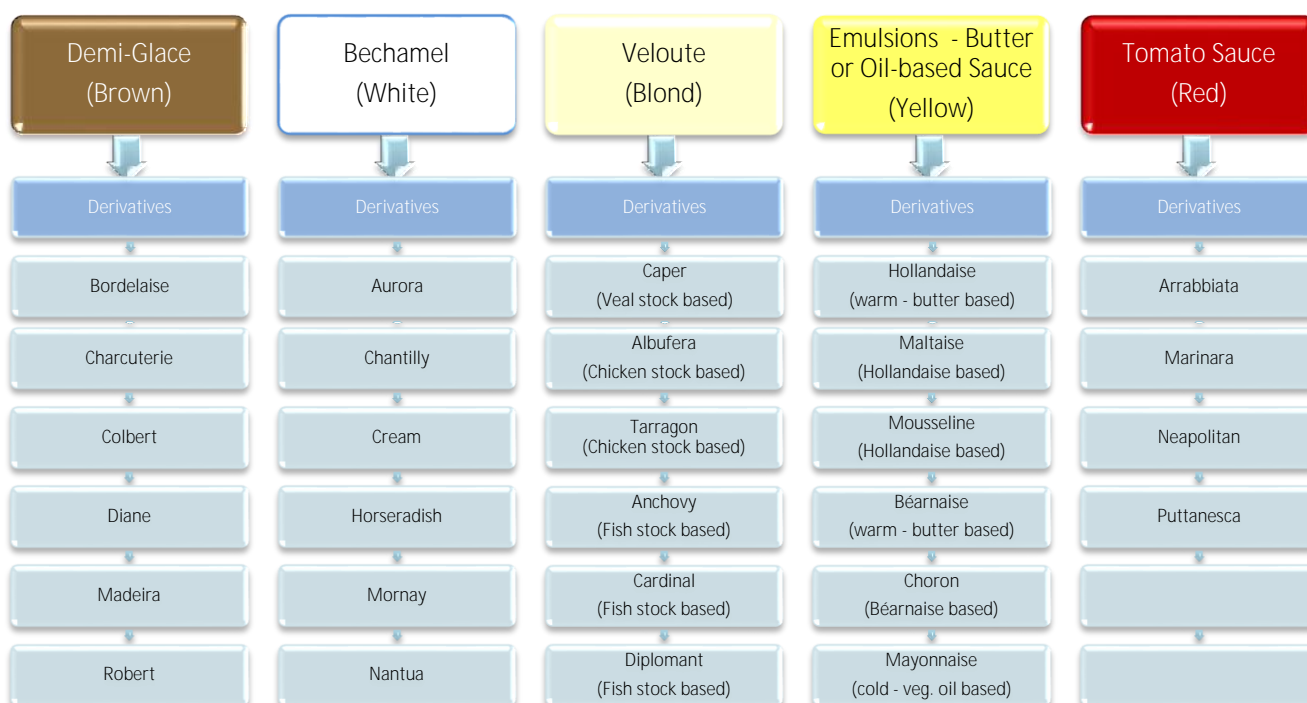 Demi-Glace
(Brown)
Bechamel
(White)
Veloute
(Blond)
Emulsions - Butter
or Oil-based Sauce
(Yellow)
Tomato Sauce
(Red)
Derivatives
Derivatives
Derivatives
Derivatives
Derivatives
Bordelaise
Aurora
Caper
(Veal stock based)
Hollandaise
(warm - butter based)
Arrabbiata
Charcuterie
Chantilly
Albufera
(Chicken stock based)
Maltaise
(Hollandaise based)
Marinara
Colbert
Cream
Tarragon
(Chicken stock based)
Mousseline
(Hollandaise based)
Neapolitan
Diane
Horseradish
Anchovy
(Fish stock based)
Béarnaise
(warm - butter based)
Puttanesca
Madeira
Mornay
Cardinal
(Fish stock based)
Choron
(Béarnaise based)
Robert
Nantua
Diplomant
(Fish stock based)
Mayonnaise
(cold - veg. oil based)